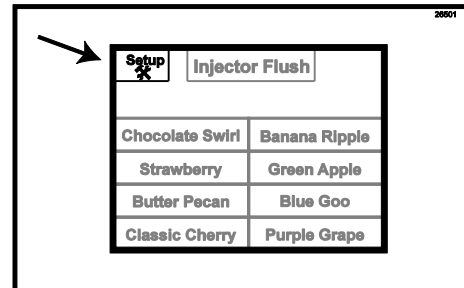 26501
Setup
Injector Flush
Chocolate Swirl
Banana Ripple
Strawberry
Green Apple
Butter Pecan
Blue Goo
Classic Cherry
Purple Grape